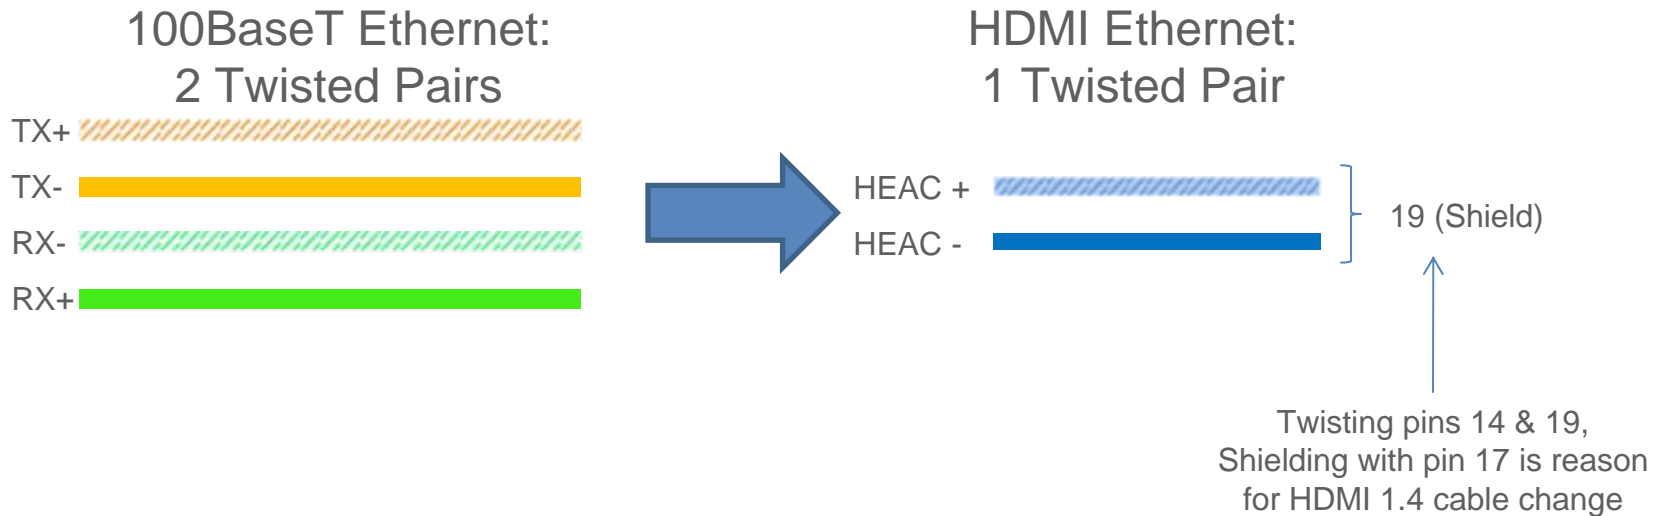 100BaseT Ethernet:
2 Twisted Pairs
TX+
TX-
RX-
RX+
HDMI Ethernet:
1 Twisted Pair
HEAC +
HEAC -
19 (Shield)
Twisting pins 14 & 19,
Shielding with pin 17 is reason
for HDMI 1.4 cable change